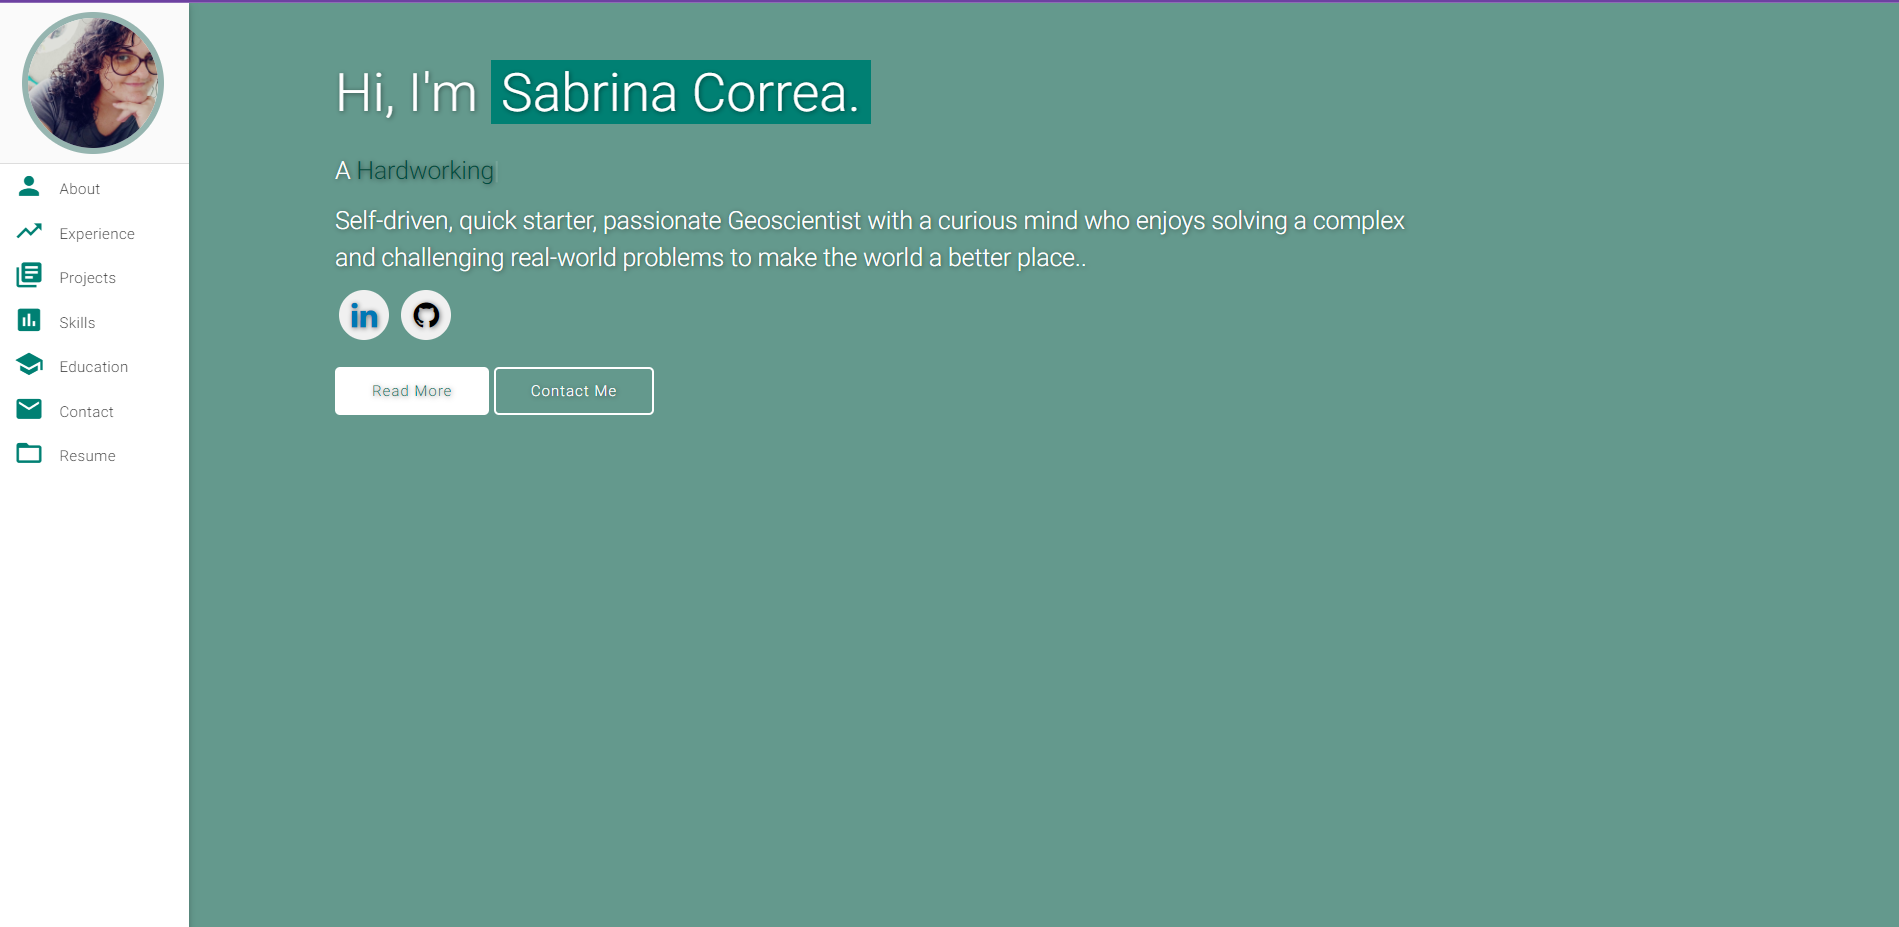 Hi, I'm Sabrina Correa.
A Hardworking
Self-driven, quick starter, passionate Geoscientist with a curious mind who enjoys solving a complex
and challenging real-world problems to make the world a better place..
in
Read More
Contact Me
About
Experience
Projects
Skills
Education
Contact
Resume